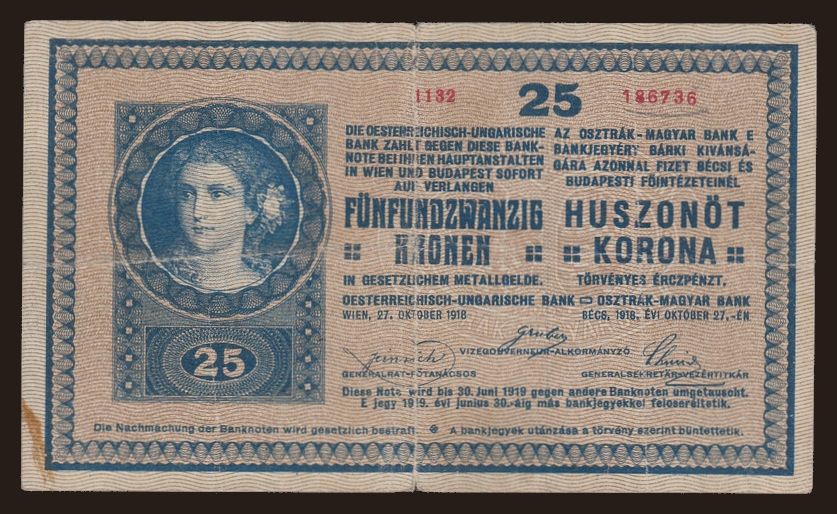 1132 25 186736
DIE OESTERREICHISCH-UNGARISCHE
BANK ZAHLT GEGEN DIESE BANK-
NOTE BEI IHREN HAUPTANSTALTEN
IN WIEN UND BUDAPEST SOFORT
AUF VERLANGEN
FÜNFUNDZWANZIG
KRONEN
IN GESETZLICHEM METALLGELDE.
OESTERREICHISCH-UNGARISCHE BANK
WIEN, 27. OKTOBER 1918
AZ OSZTRÁK-MAGYAR BANK E
BANKJEGYÉRT BÁRKI KIVÁNSÁ-
GÁRA AZONNAL FIZET BÉCSI ÉS
BUDAPESTI FŐINTÉZETEINÉL
HUSZONÖT
KORONA
TÖRVÉNYES ÉRCZPÉNZT.
OSZTRÁK-MAGYAR BANK
BÉCS, 1918. ÉVI OKTÓBER 27.-ÉN
25
Gruber
VIZEGOUVERNEUR-ALKORMÁNYZÓ
GENERALRAT-FŐTANÁCSOS
GENERALSEKRETÄR-VEZÉRTITKÁR
Diese Note wird bis 30. Juni 1919 gegen andere Banknoten umgetauscht.
E jegy 1919. évi junius 30.-áig más bankjegyekkel felcseréltetik.
Die Nachmachung der Banknoten wird gesetzlich bestraft. A bankjegyek utánzása a törvény szerint büntettetik.